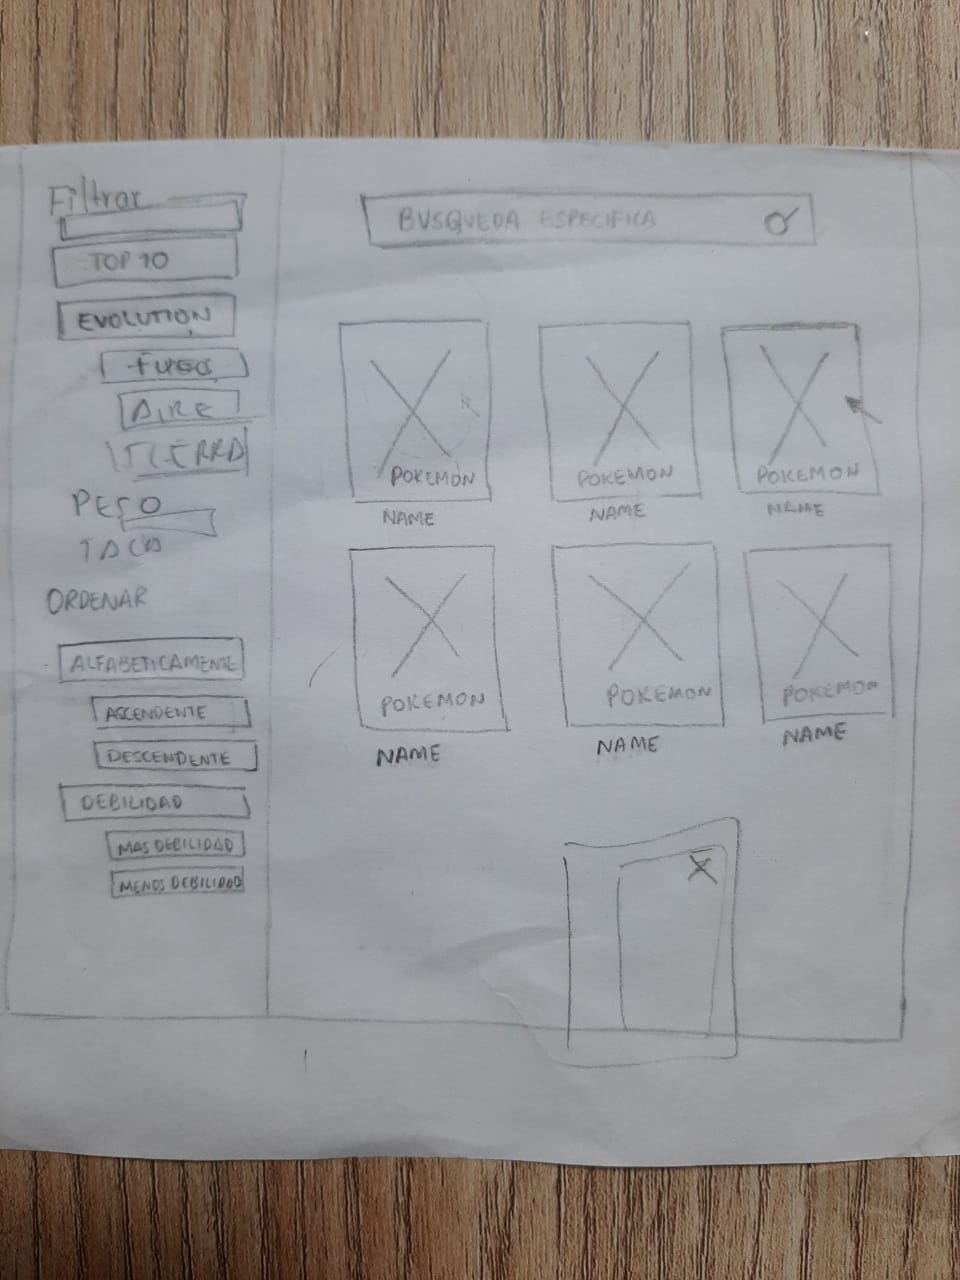 Filtrar
TOP 10
EVOLUTION
FUEGO
AIRE
TIERRA
PESO
ORDENAR
ALFABETICAMENTE
ASCENDENTE
DESCENDENTE
DEBILIDAD
MAS DEBILIDAD
MENOS DEBILIDAD
BUSQUEDA ESPECIFICA
POKEMON POKEMON POKEMON
NAME NAME NAME
POKEMON POKEMON POKEMON
NAME NAME NAME